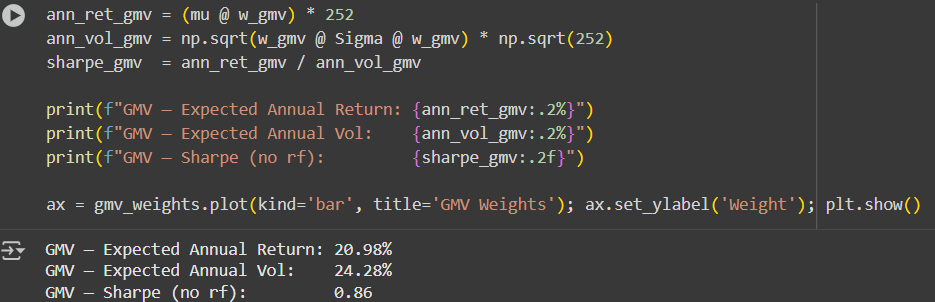 ann_ret_gmv = (mu @ w_gmv) * 252
ann_vol_gmv = np.sqrt(w_gmv @ Sigma @ w_gmv) * np.sqrt(252)
sharpe_gmv  = ann_ret_gmv / ann_vol_gmv

print(f"GMV — Expected Annual Return: {ann_ret_gmv:.2%}")
print(f"GMV — Expected Annual Vol:    {ann_vol_gmv:.2%}")
print(f"GMV — Sharpe (no rf):         {sharpe_gmv:.2f}")

ax = gmv_weights.plot(kind='bar', title='GMV Weights'); ax.set_ylabel('Weight'); plt.show()
GMV — Expected Annual Return: 20.98%
GMV — Expected Annual Vol:    24.28%
GMV — Sharpe (no rf):         0.86